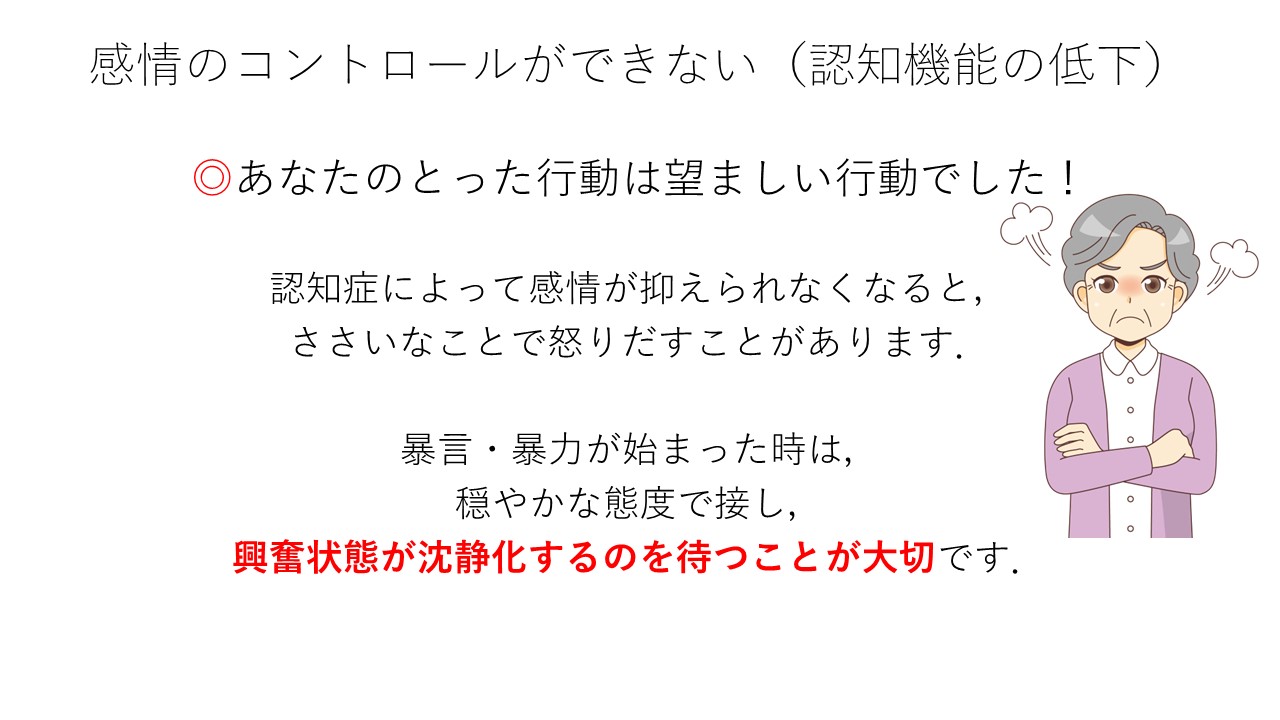 感情のコントロールができない（認知機能の低下）
◎あなたのとった行動は望ましい行動でした！
認知症によって感情が抑えられなくなると，
ささいなことで怒りだすことがあります．
暴言・暴力が始まった時は，
穏やかな態度で接し，
興奮状態が沈静化するのを待つことが大切です．